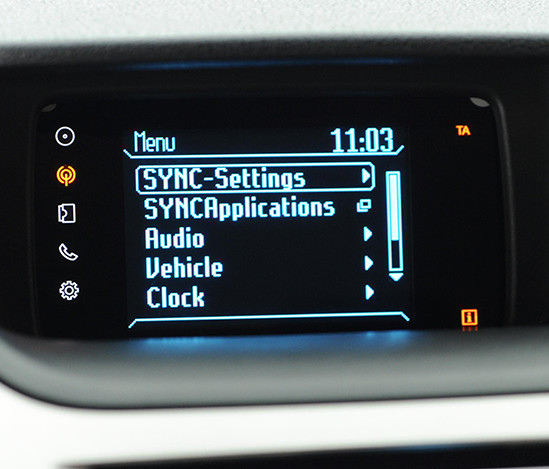 Menu 11:03 TA
SYNC-Settings
SYNCApplications
Audio
Vehicle
Clock
i